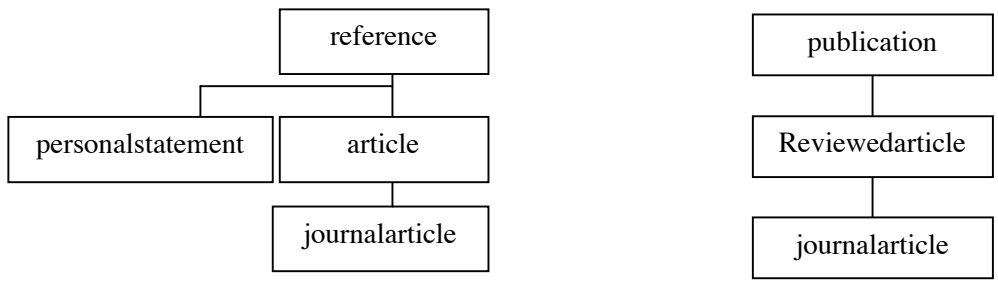 reference
personalstatement
article
journalarticle
publication
Reviewedarticle
journalarticle